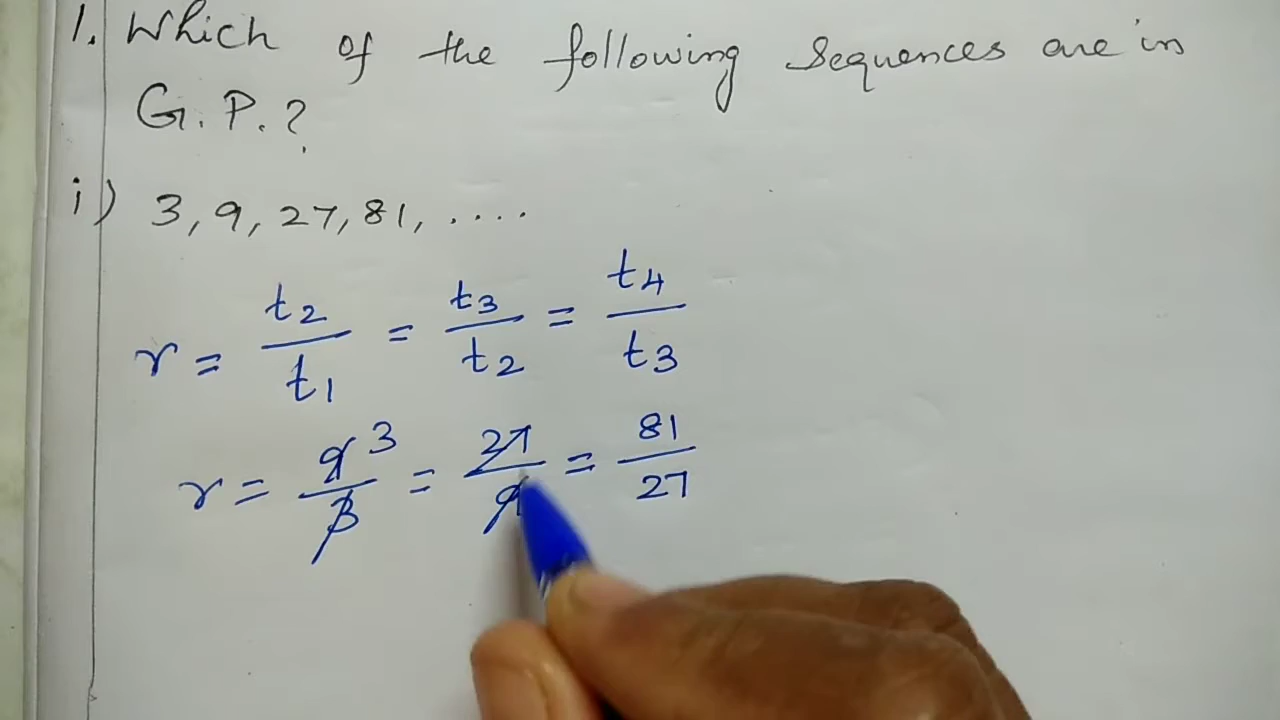 1. Which of the following sequences are in
G.P.?
i) 3, 9, 27, 81, ....
r = t2/t1 = t3/t2 = t4/t3
r = 9/3 3 = 27/9 = 81/27